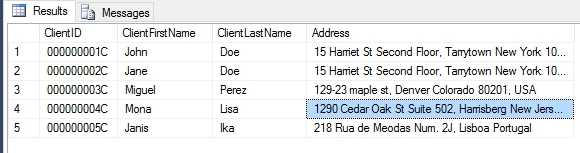 Results Messages
ClientID ClientFirstName ClientLastName Address
1 000000001C John Doe 15 Harriet St Second Floor, Tarrytown New York 10...
2 000000002C Jane Doe 15 Harriet St Second Floor, Tarrytown New York 10...
3 000000003C Miguel Perez 129-23 maple st, Denver Colorado 80201, USA
4 000000004C Mona Lisa 1290 Cedar Oak St Suite 502, Harrisberg New Jers...
5 000000005C Janis Ika 218 Rua de Meodas Num. 2J, Lisboa Portugal